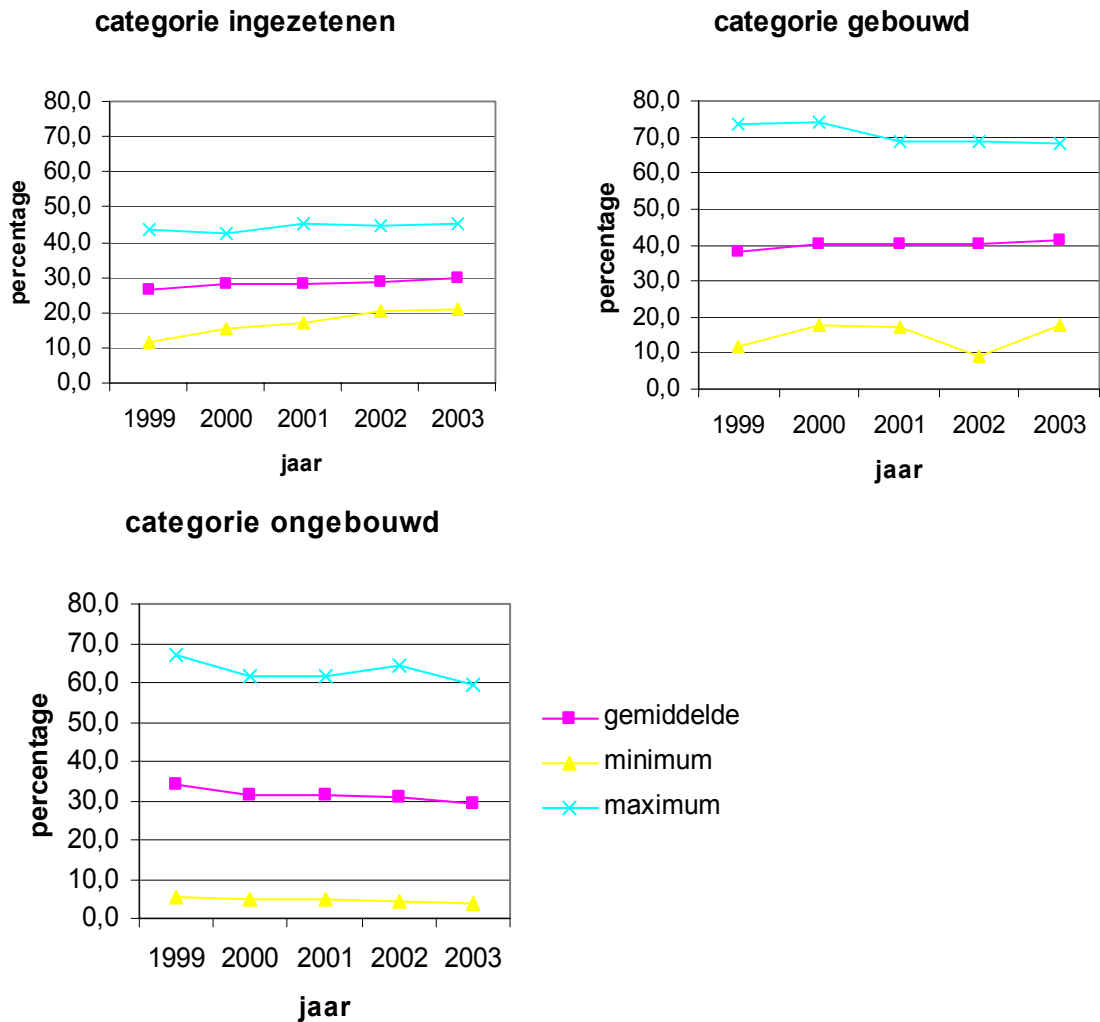 categorie ingezetenen
percentage
80,0
70,0
60,0
50,0
40,0
30,0
20,0
10,0
0,0
1999 2000 2001 2002 2003
jaar
categorie gebouwd
percentage
80,0
70,0
60,0
50,0
40,0
30,0
20,0
10,0
0,0
1999 2000 2001 2002 2003
jaar
categorie ongebouwd
percentage
80,0
70,0
60,0
50,0
40,0
30,0
20,0
10,0
0,0
1999 2000 2001 2002 2003
jaar
gemiddelde
minimum
maximum